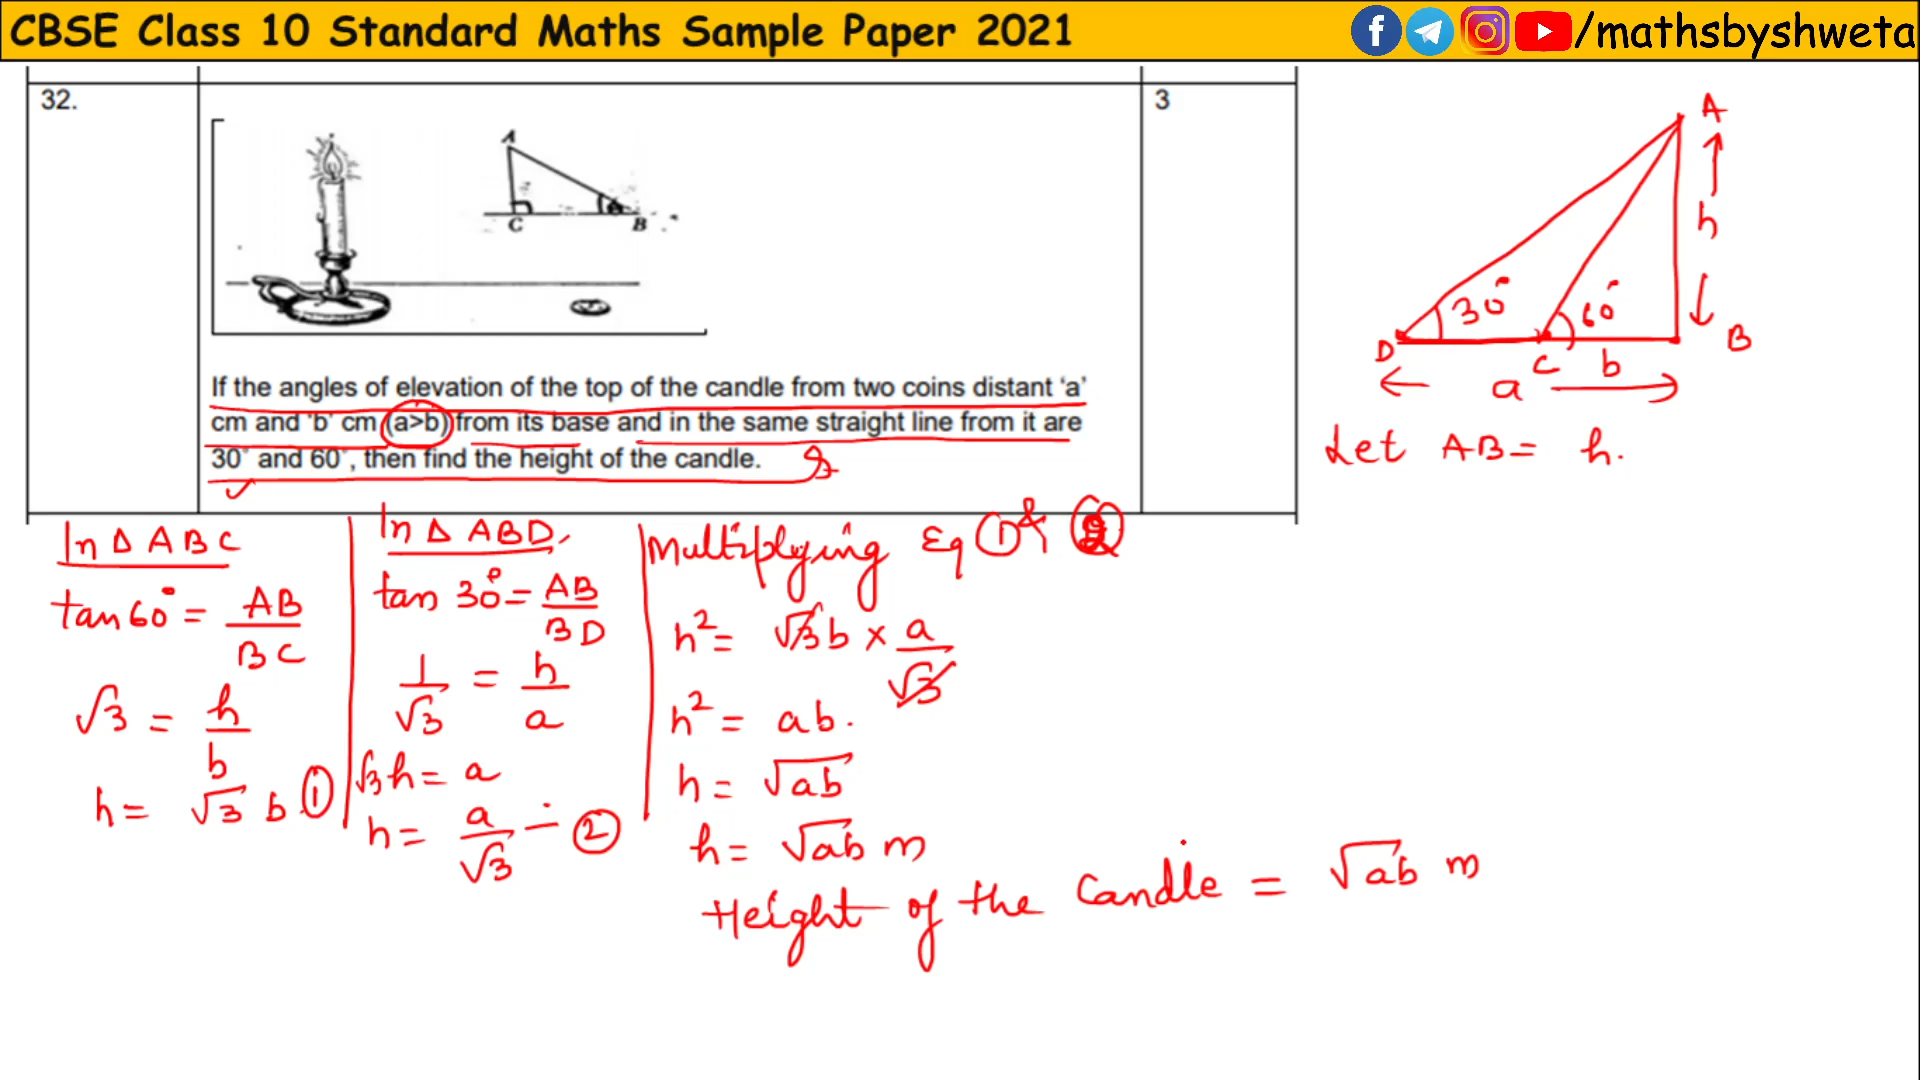 CBSE Class 10 Standard Maths Sample Paper 2021
/mathsbyshweta
32.
3
A
C
B
If the angles of elevation of the top of the candle from two coins distant ‘a’
cm and ‘b’ cm (a>b) from its base and in the same straight line from it are
30˚ and 60˚, then find the height of the candle.
A
h
30°
60°
D
C
b
B
a
Let AB = h.
In Δ ABC
tan 60° = AB/BC
√3 = h/b
h = √3 b ①
In Δ ABD,
tan 30° = AB/BD
1/√3 = h/a
√3h = a
h = a/√3 — ②
Multiplying Eq ① & ②
h² = √3b × a/√3
h² = ab.
h = √ab
h = √ab m
Height of the candle = √ab m